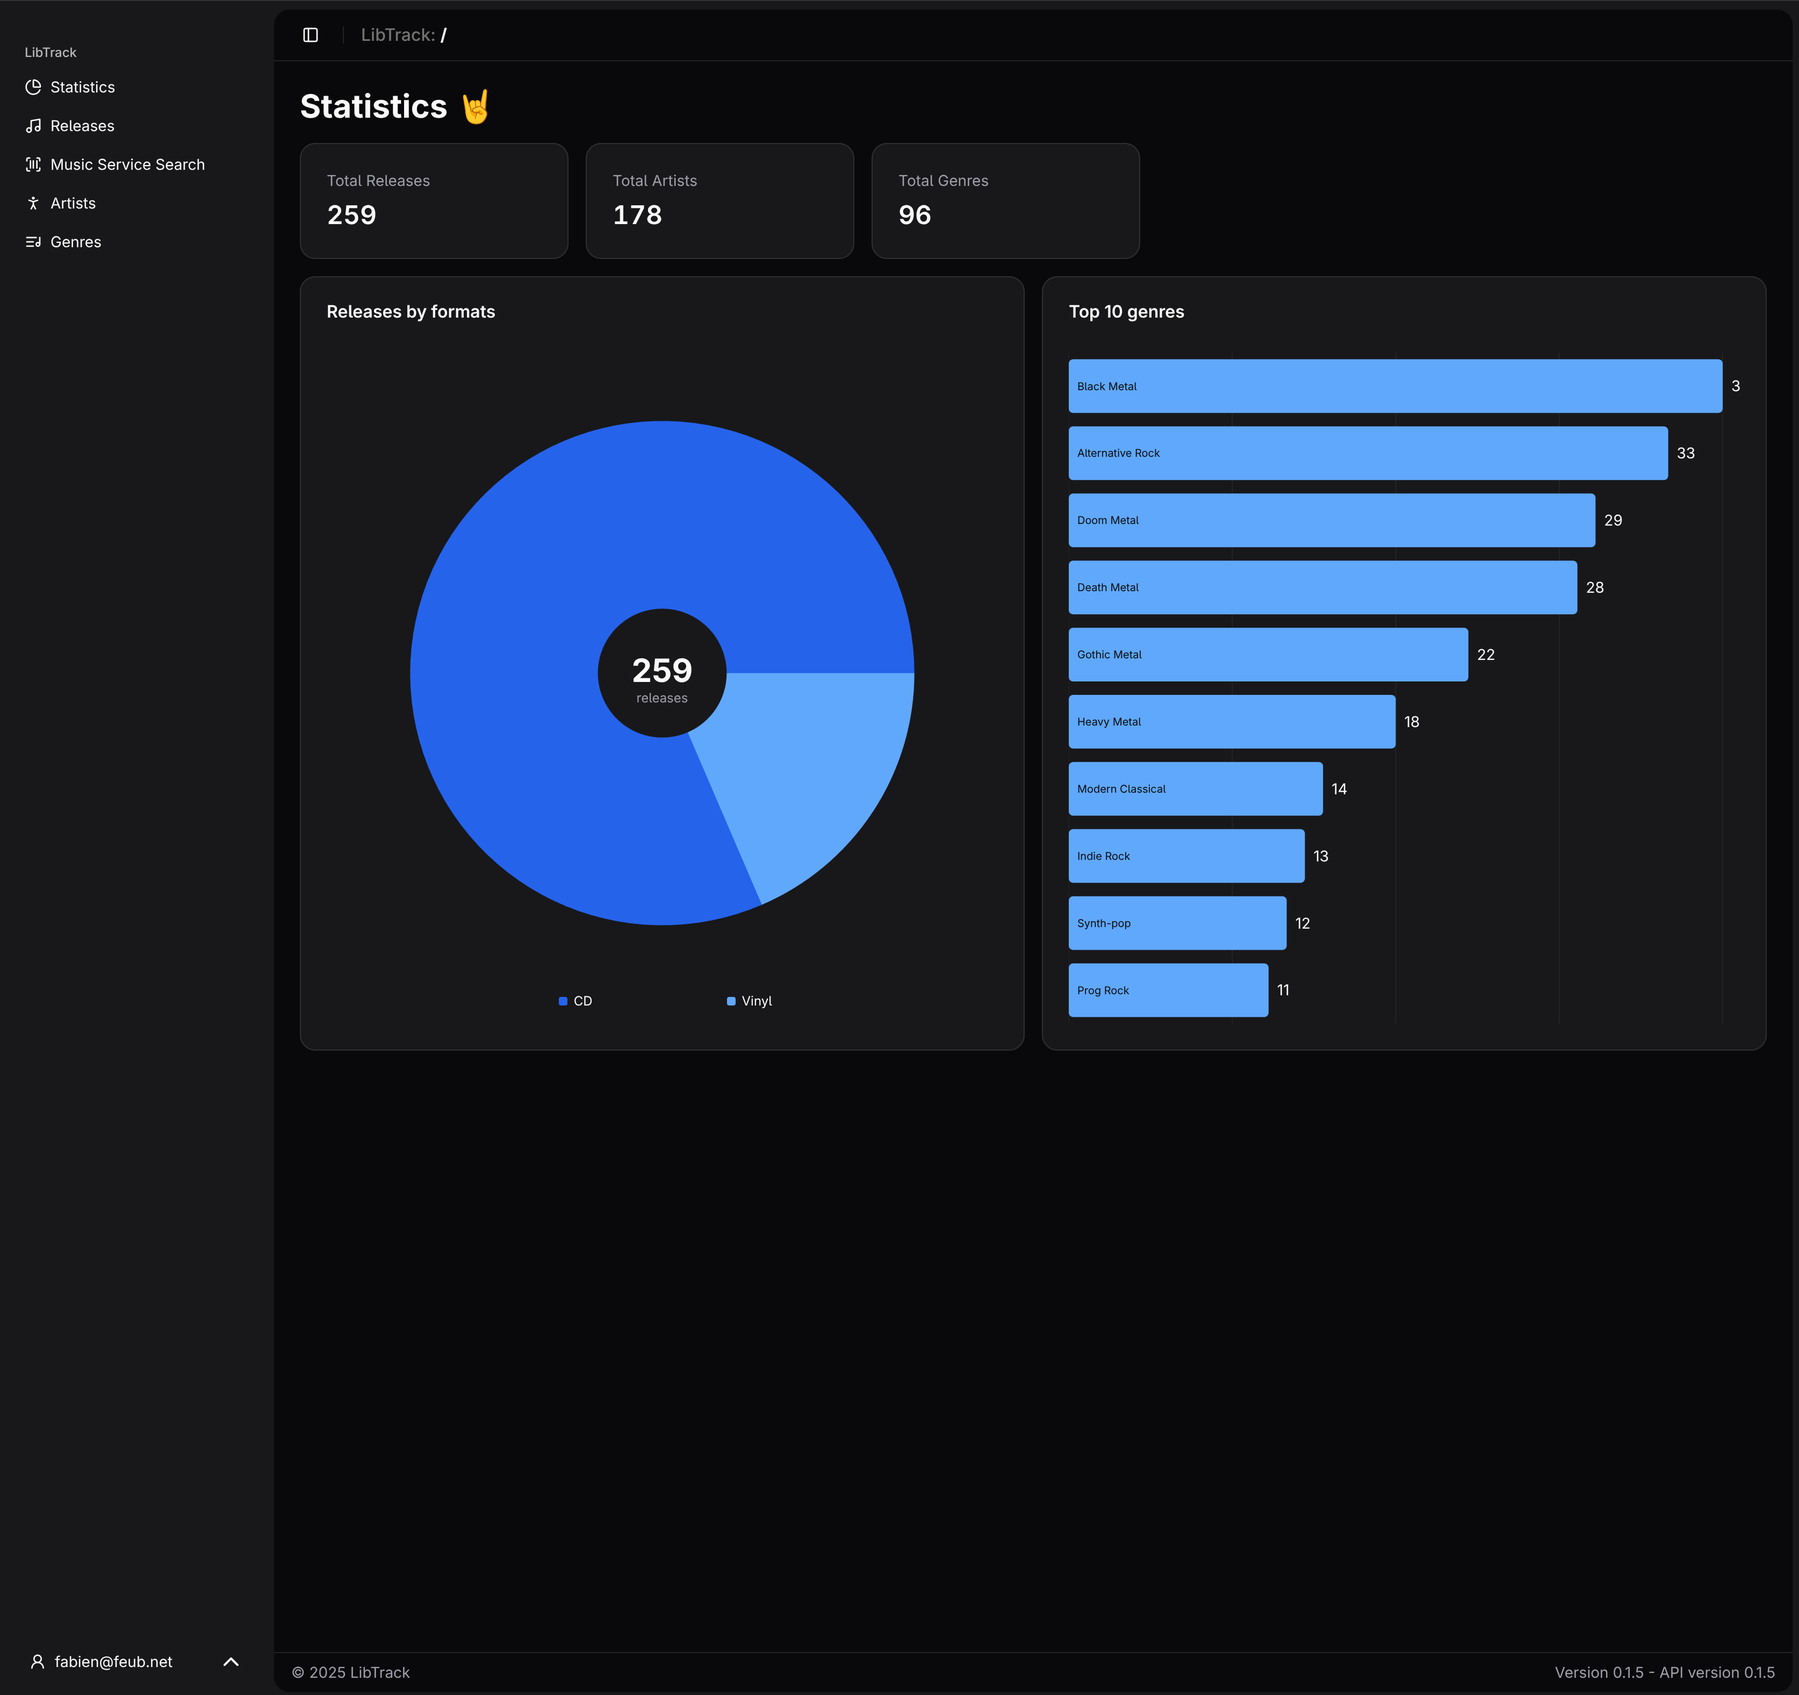 LibTrack
Statistics
Releases
Music Service Search
Artists
Genres
fabien@feub.net
LibTrack: /
Statistics 🤘
Total Releases
259
Total Artists
178
Total Genres
96
Releases by formats
259
releases
CD
Vinyl
Top 10 genres
Black Metal 3
Alternative Rock 33
Doom Metal 29
Death Metal 28
Gothic Metal 22
Heavy Metal 18
Modern Classical 14
Indie Rock 13
Synth-pop 12
Prog Rock 11
© 2025 LibTrack
Version 0.1.5 - API version 0.1.5